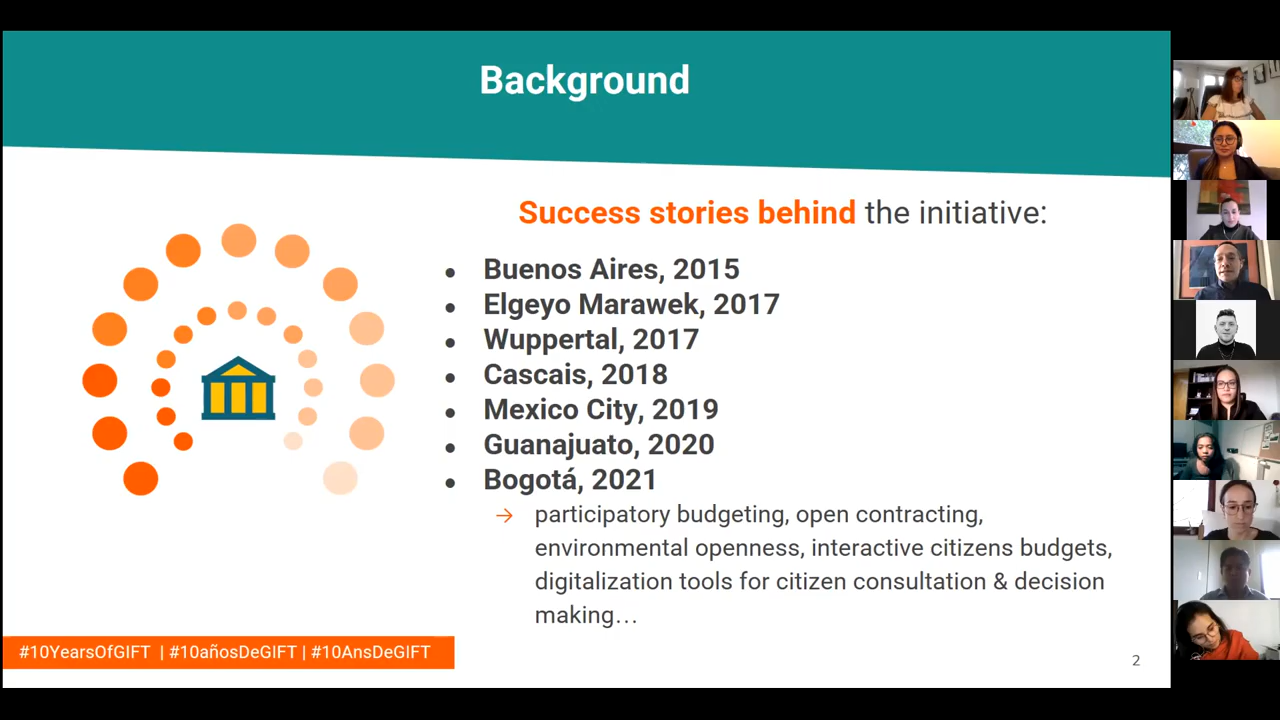 Background
Success stories behind the initiative:
● Buenos Aires, 2015
● Elgeyo Marawek, 2017
● Wuppertal, 2017
● Cascais, 2018
● Mexico City, 2019
● Guanajuato, 2020
● Bogotá, 2021
→ participatory budgeting, open contracting,
environmental openness, interactive citizens budgets,
digitalization tools for citizen consultation & decision
making…
#10YearsOfGIFT | #10añosDeGIFT | #10AnsDeGIFT
2